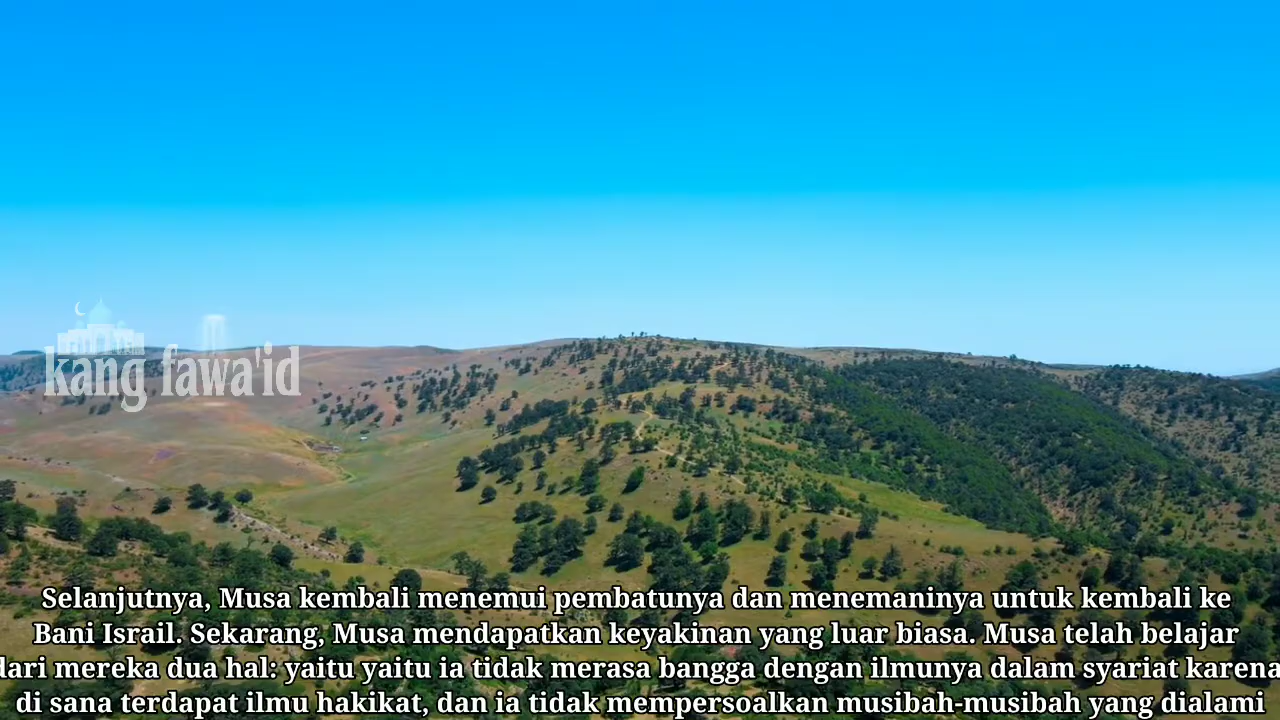 kang fawa'id
Selanjutnya, Musa kembali menemui pembatunya dan menemaninya untuk kembali ke
Bani Israil. Sekarang, Musa mendapatkan keyakinan yang luar biasa. Musa telah belajar
dari mereka dua hal: yaitu yaitu ia tidak merasa bangga dengan ilmunya dalam syariat karena
di sana terdapat ilmu hakikat, dan ia tidak mempersoalkan musibah-musibah yang dialami